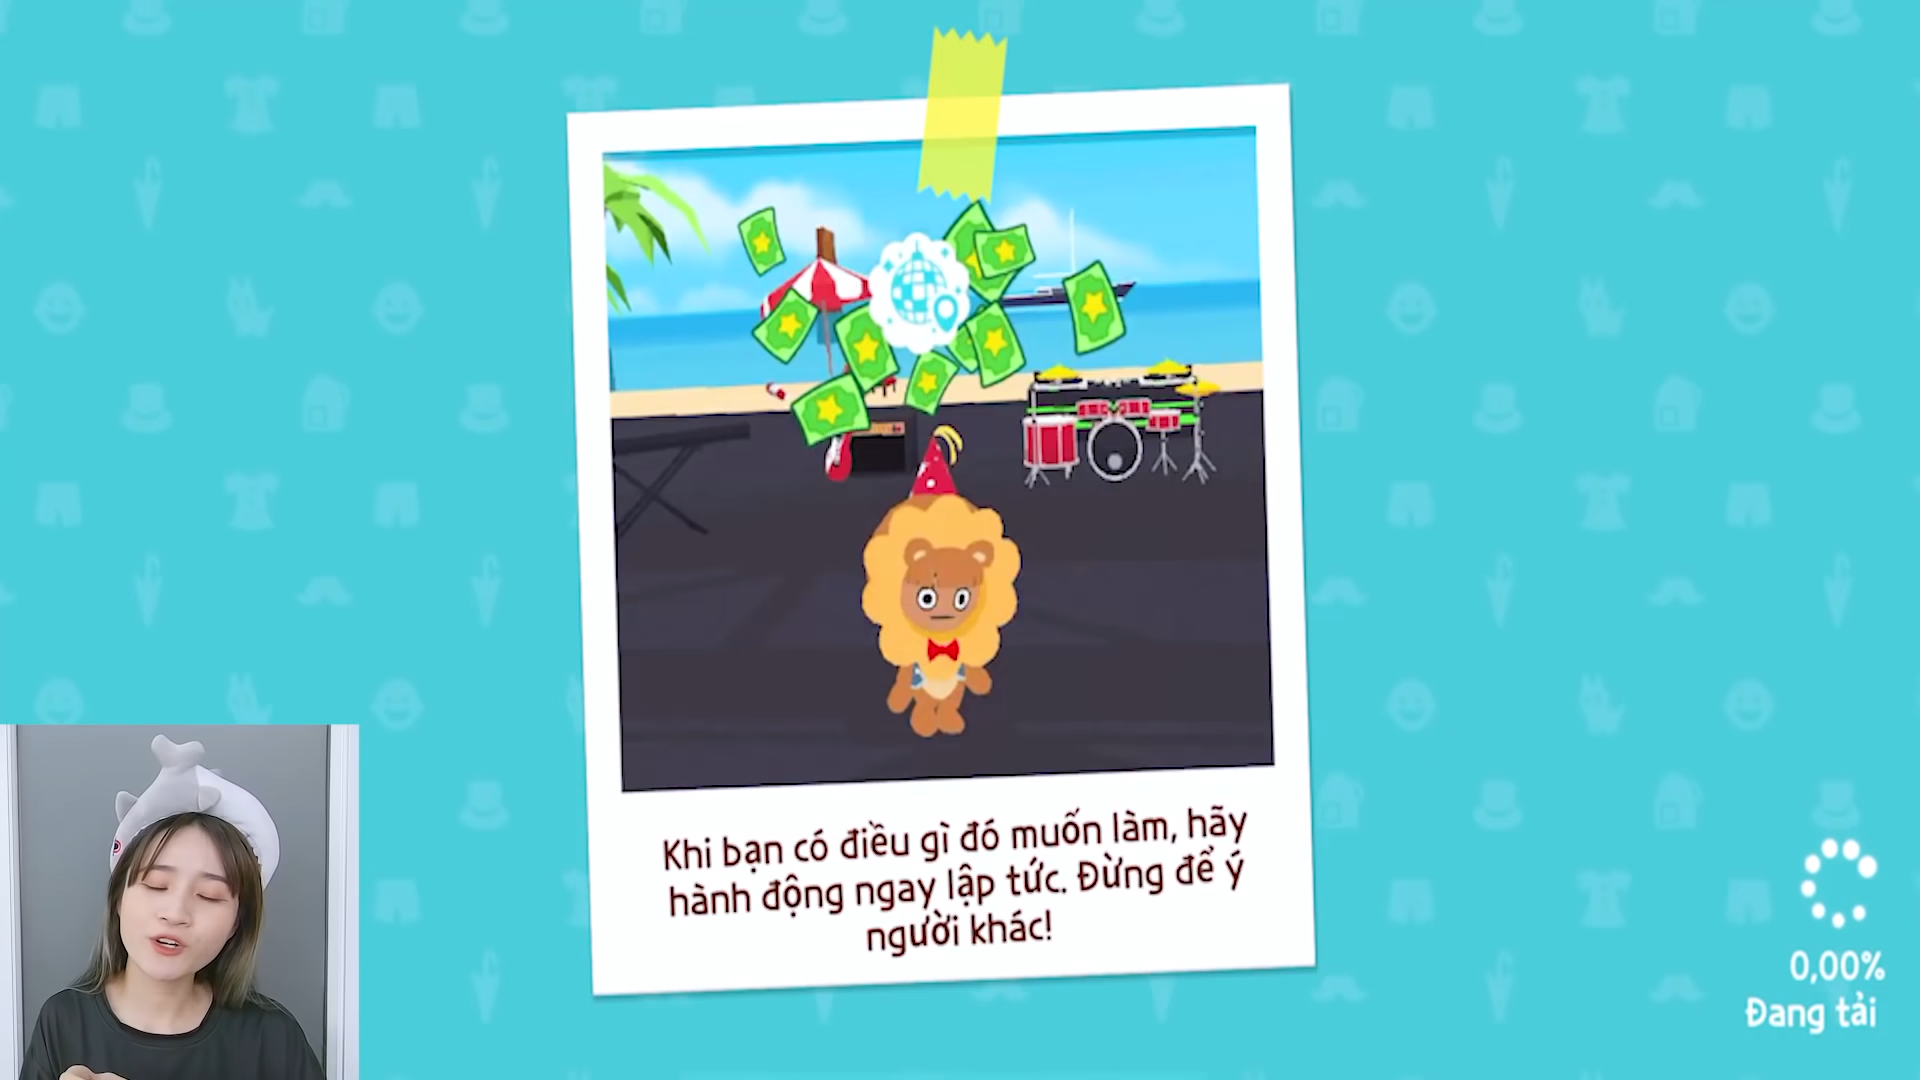 Khi bạn có điều gì đó muốn làm, hãy
hành động ngay lập tức. Đừng để ý
người khác!
0,00%
Đang tải